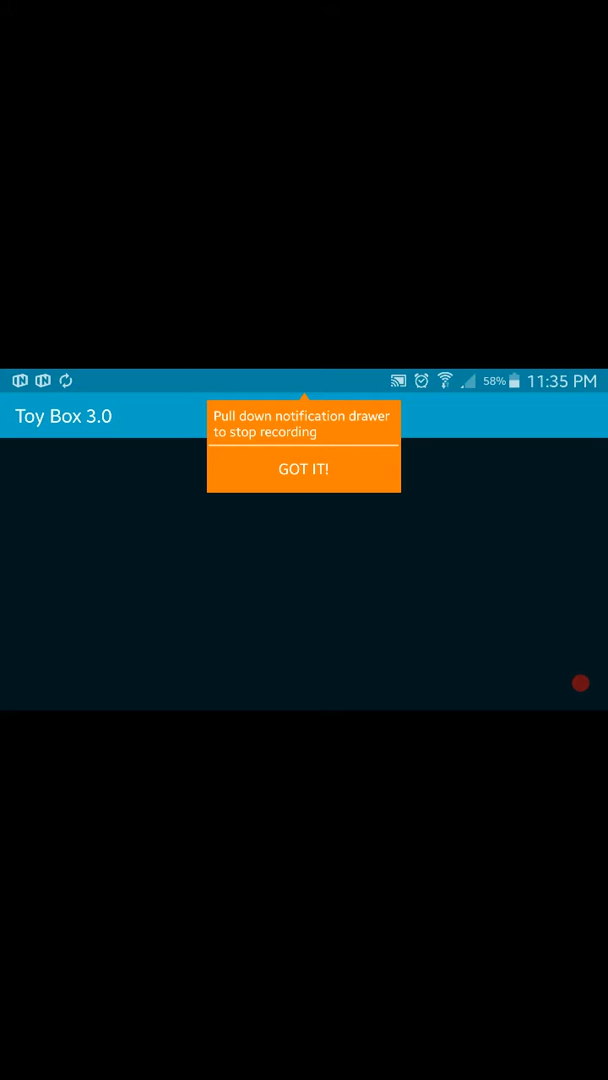 58% 11:35 PM
Toy Box 3.0
Pull down notification drawer
to stop recording
GOT IT!